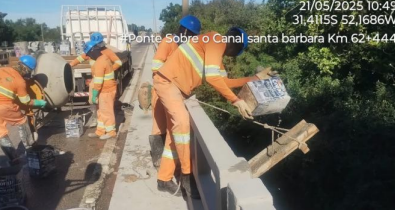 21/05/2025 10:49
31,4115S 52,1686W
+Ponte Sobre o Canal santa barbara Km 62+444